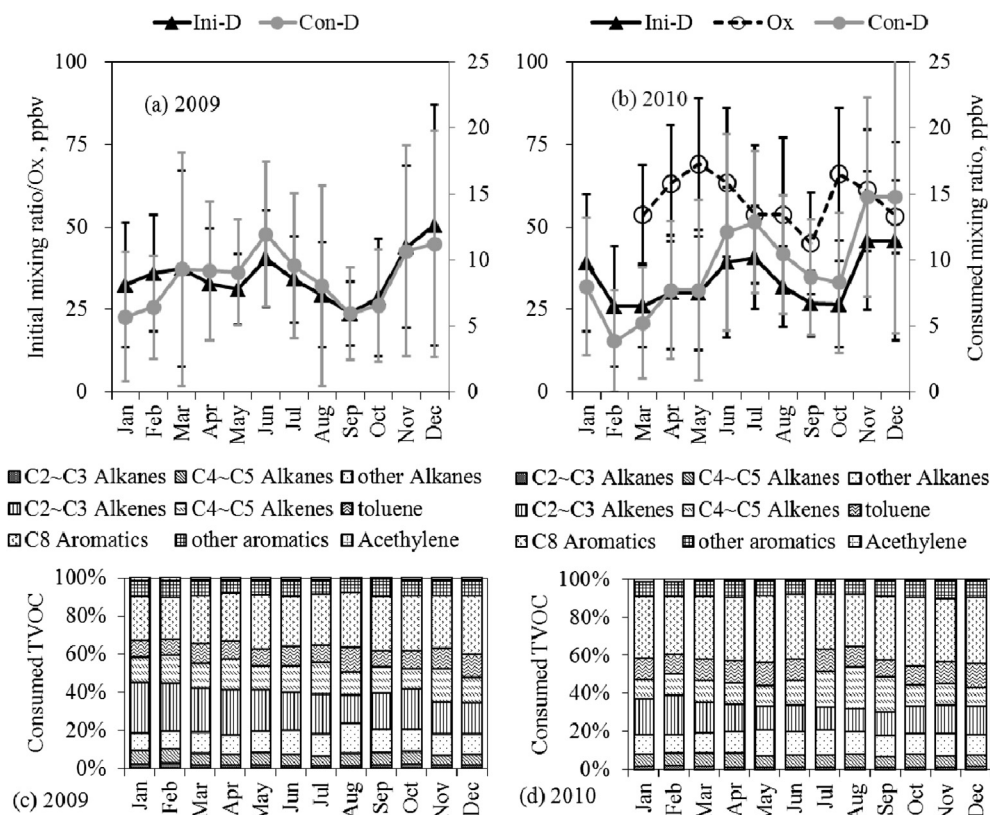 Ini-D Con-D
Ini-D Ox Con-D
(a) 2009
100
75
50
25
0
Initial mixing ratio/Ox , ppbv
25
20
15
10
5
0
Jan Feb Mar Apr May Jun Jul Aug Sep Oct Nov Dec
(b) 2010
100
75
50
25
0
25
20
15
10
5
0
Consumed mixing ratio, ppbv
Jan Feb Mar Apr May Jun Jul Aug Sep Oct Nov Dec
C2~C3 Alkanes C4~C5 Alkanes other Alkanes
C2~C3 Alkenes C4~C5 Alkenes toluene
C8 Aromatics other aromatics Acethylene
C2~C3 Alkanes C4~C5 Alkanes other Alkanes
C2~C3 Alkenes C4~C5 Alkenes toluene
C8 Aromatics other aromatics Acethylene
100%
80%
60%
40%
20%
0%
Consumed TVOC
Jan Feb Mar Apr May Jun Jul Aug Sep Oct Nov Dec
(c) 2009
100%
80%
60%
40%
20%
0%
Consumed TVOC
Jan Feb Mar Apr May Jun Jul Aug Sep Oct Nov Dec
(d) 2010